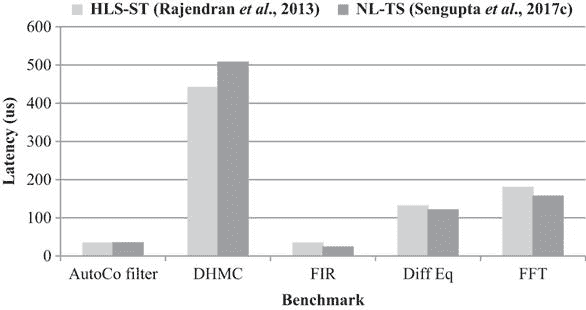 HLS-ST (Rajendran et al., 2013) NL-TS (Sengupta et al., 2017c)
600
500
400
300
200
100
0
Latency (us)
AutoCo filter DHMC FIR Diff Eq FFT
Benchmark